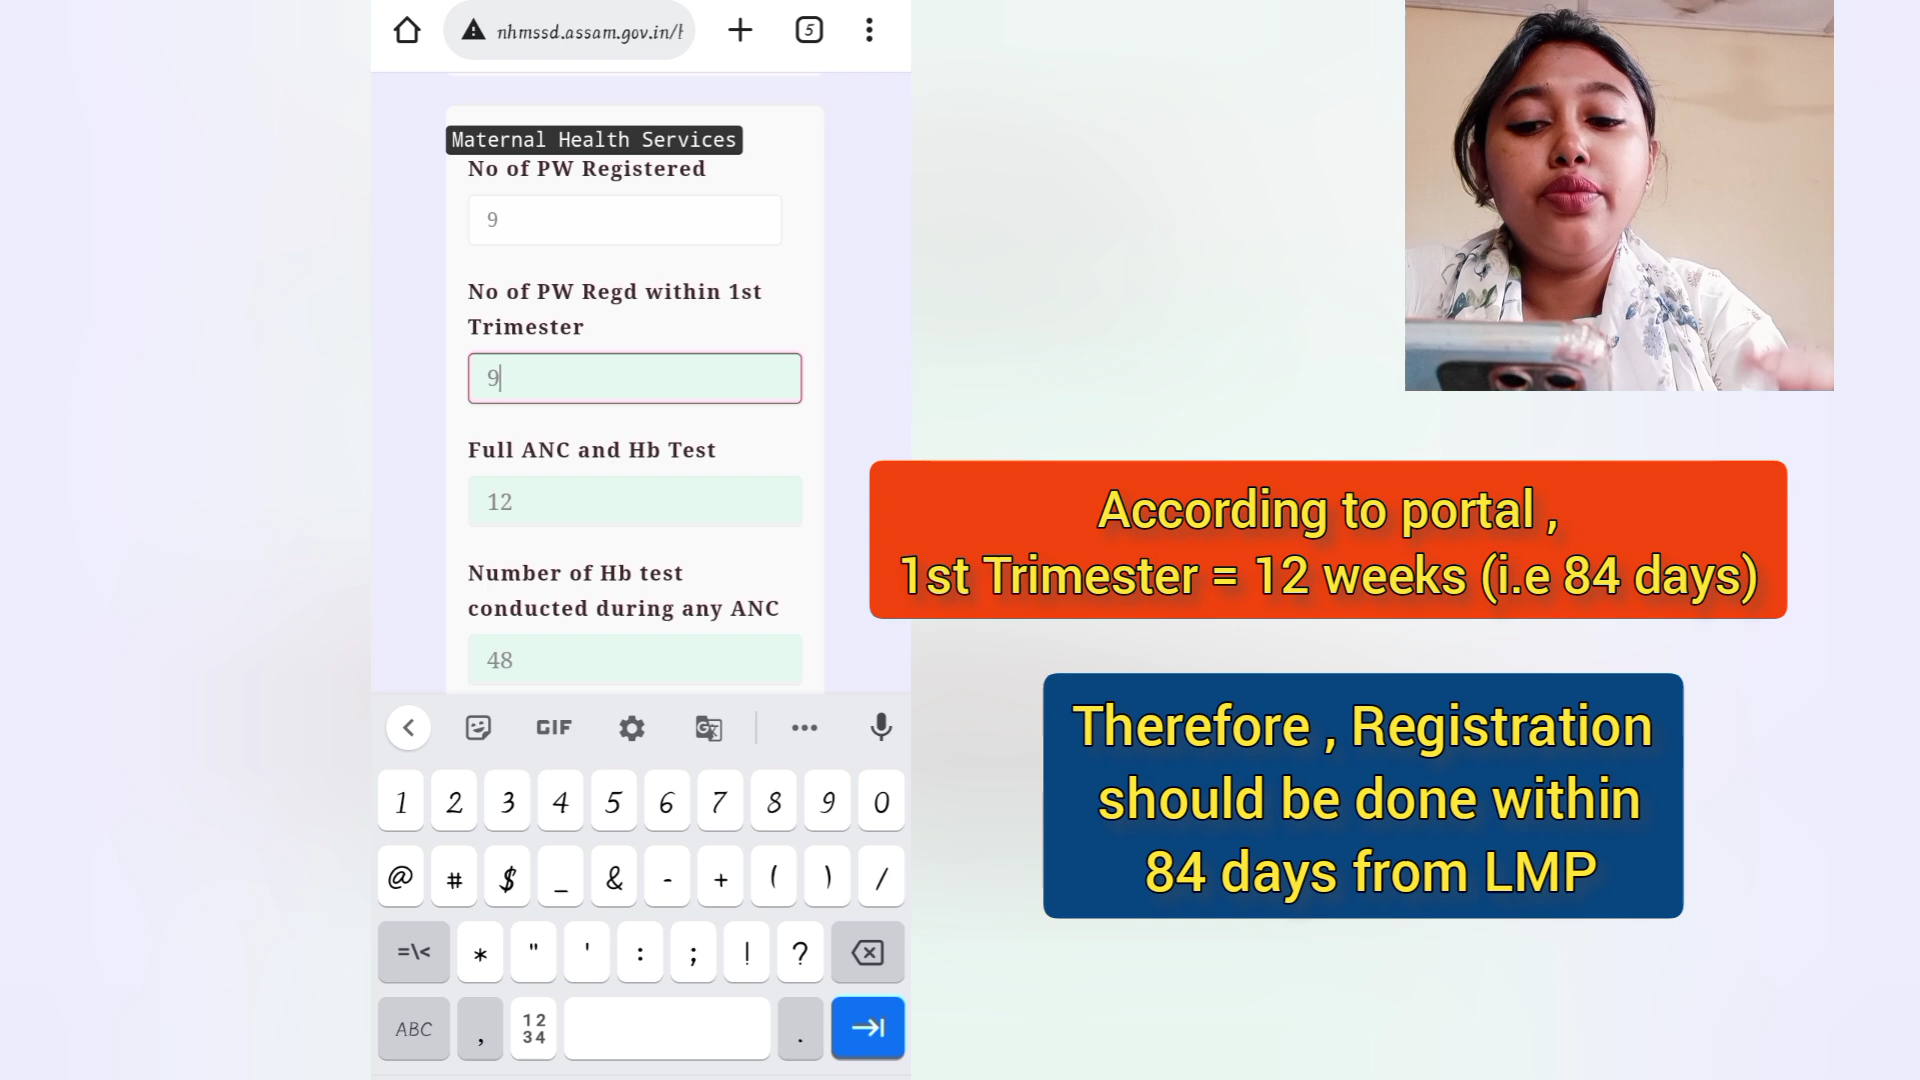 nhmssd.assam.gov.in/
5
Maternal Health Services
No of PW Registered
9
No of PW Regd within 1st
Trimester
9
Full ANC and Hb Test
12
Number of Hb test
conducted during any ANC
48
According to portal ,
1st Trimester = 12 weeks (i.e 84 days)
Therefore , Registration
should be done within
84 days from LMP
GIF
1 2 3 4 5 6 7 8 9 0
@ # $ _ & - + ( ) /
=\< * " ' : ; ! ?
ABC , 12 .
34